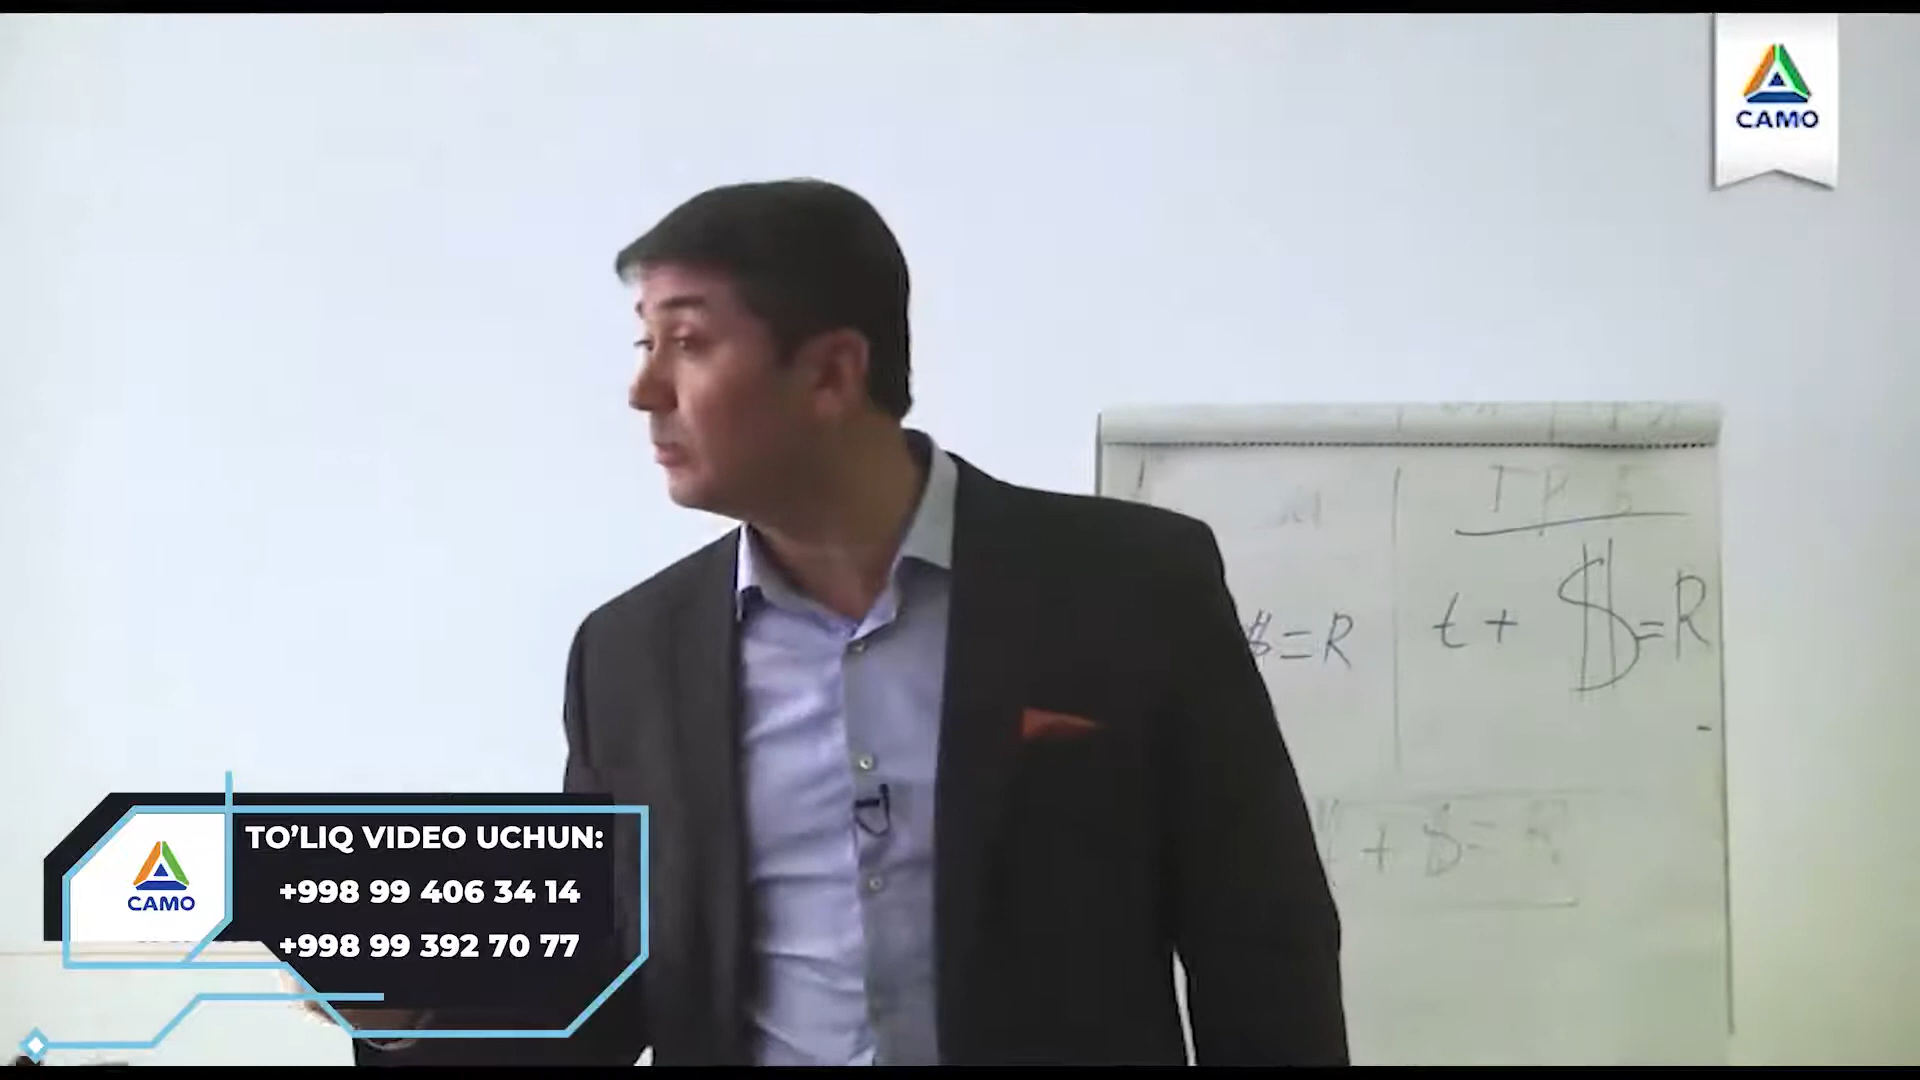 CAMO
$=R
t + $=R
+ $=
TO’LIQ VIDEO UCHUN:
+998 99 406 34 14
+998 99 392 70 77
CAMO